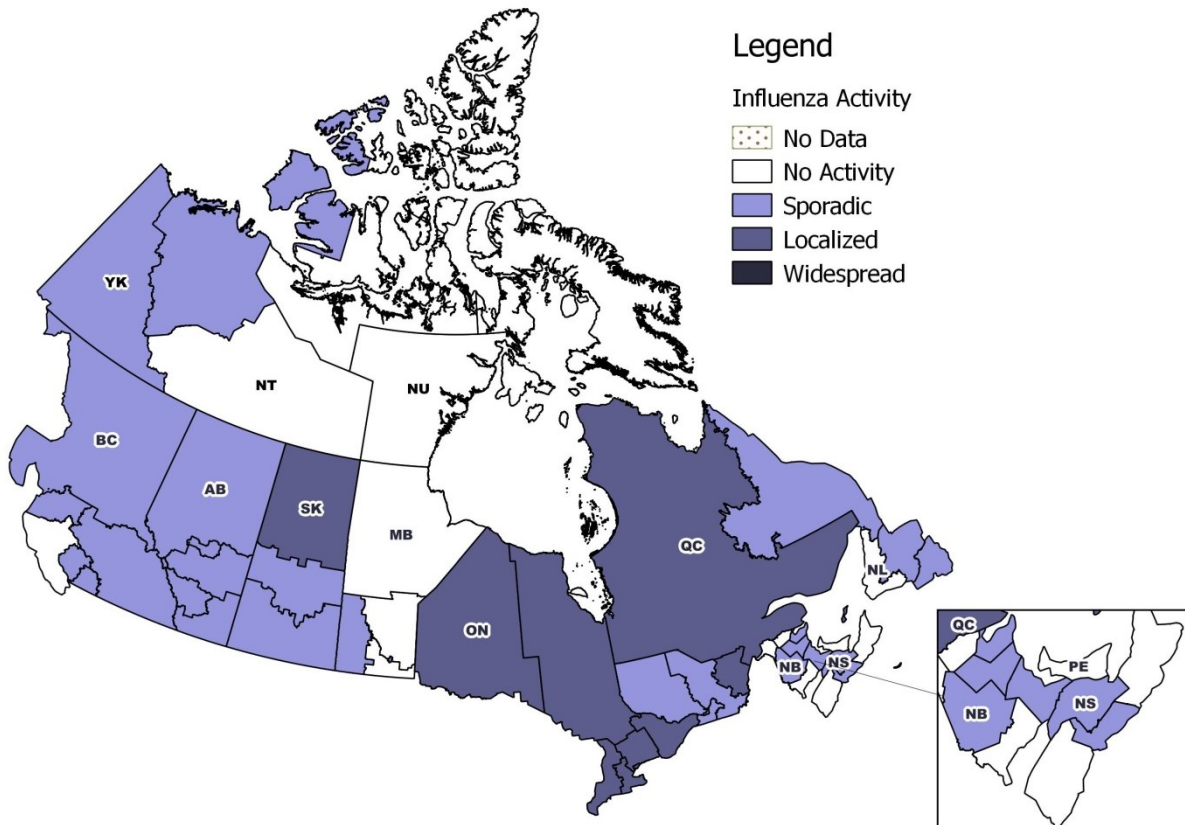 Legend
Influenza Activity
No Data
No Activity
Sporadic
Localized
Widespread
YK
NT
NU
BC
AB
SK
MB
QC
NL
ON
NB
NS
QC
PE
NB
NS